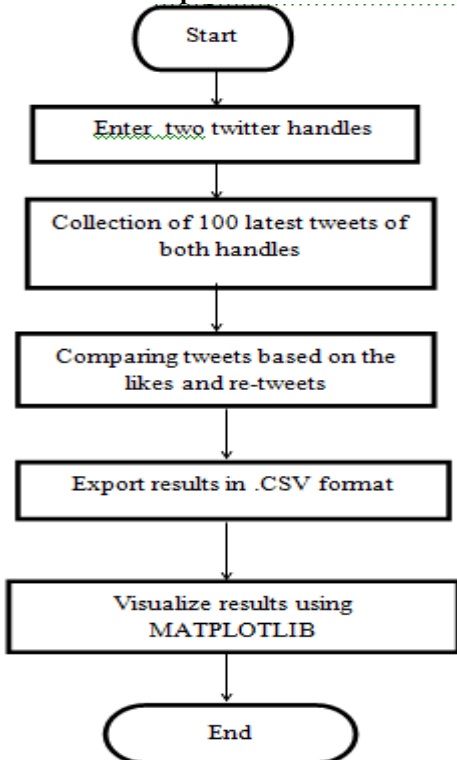 Start
Enter two twitter handles
Collection of 100 latest tweets of
both handles
Comparing tweets based on the
likes and re-tweets
Export results in .CSV format
Visualize results using
MATPLOTLIB
End